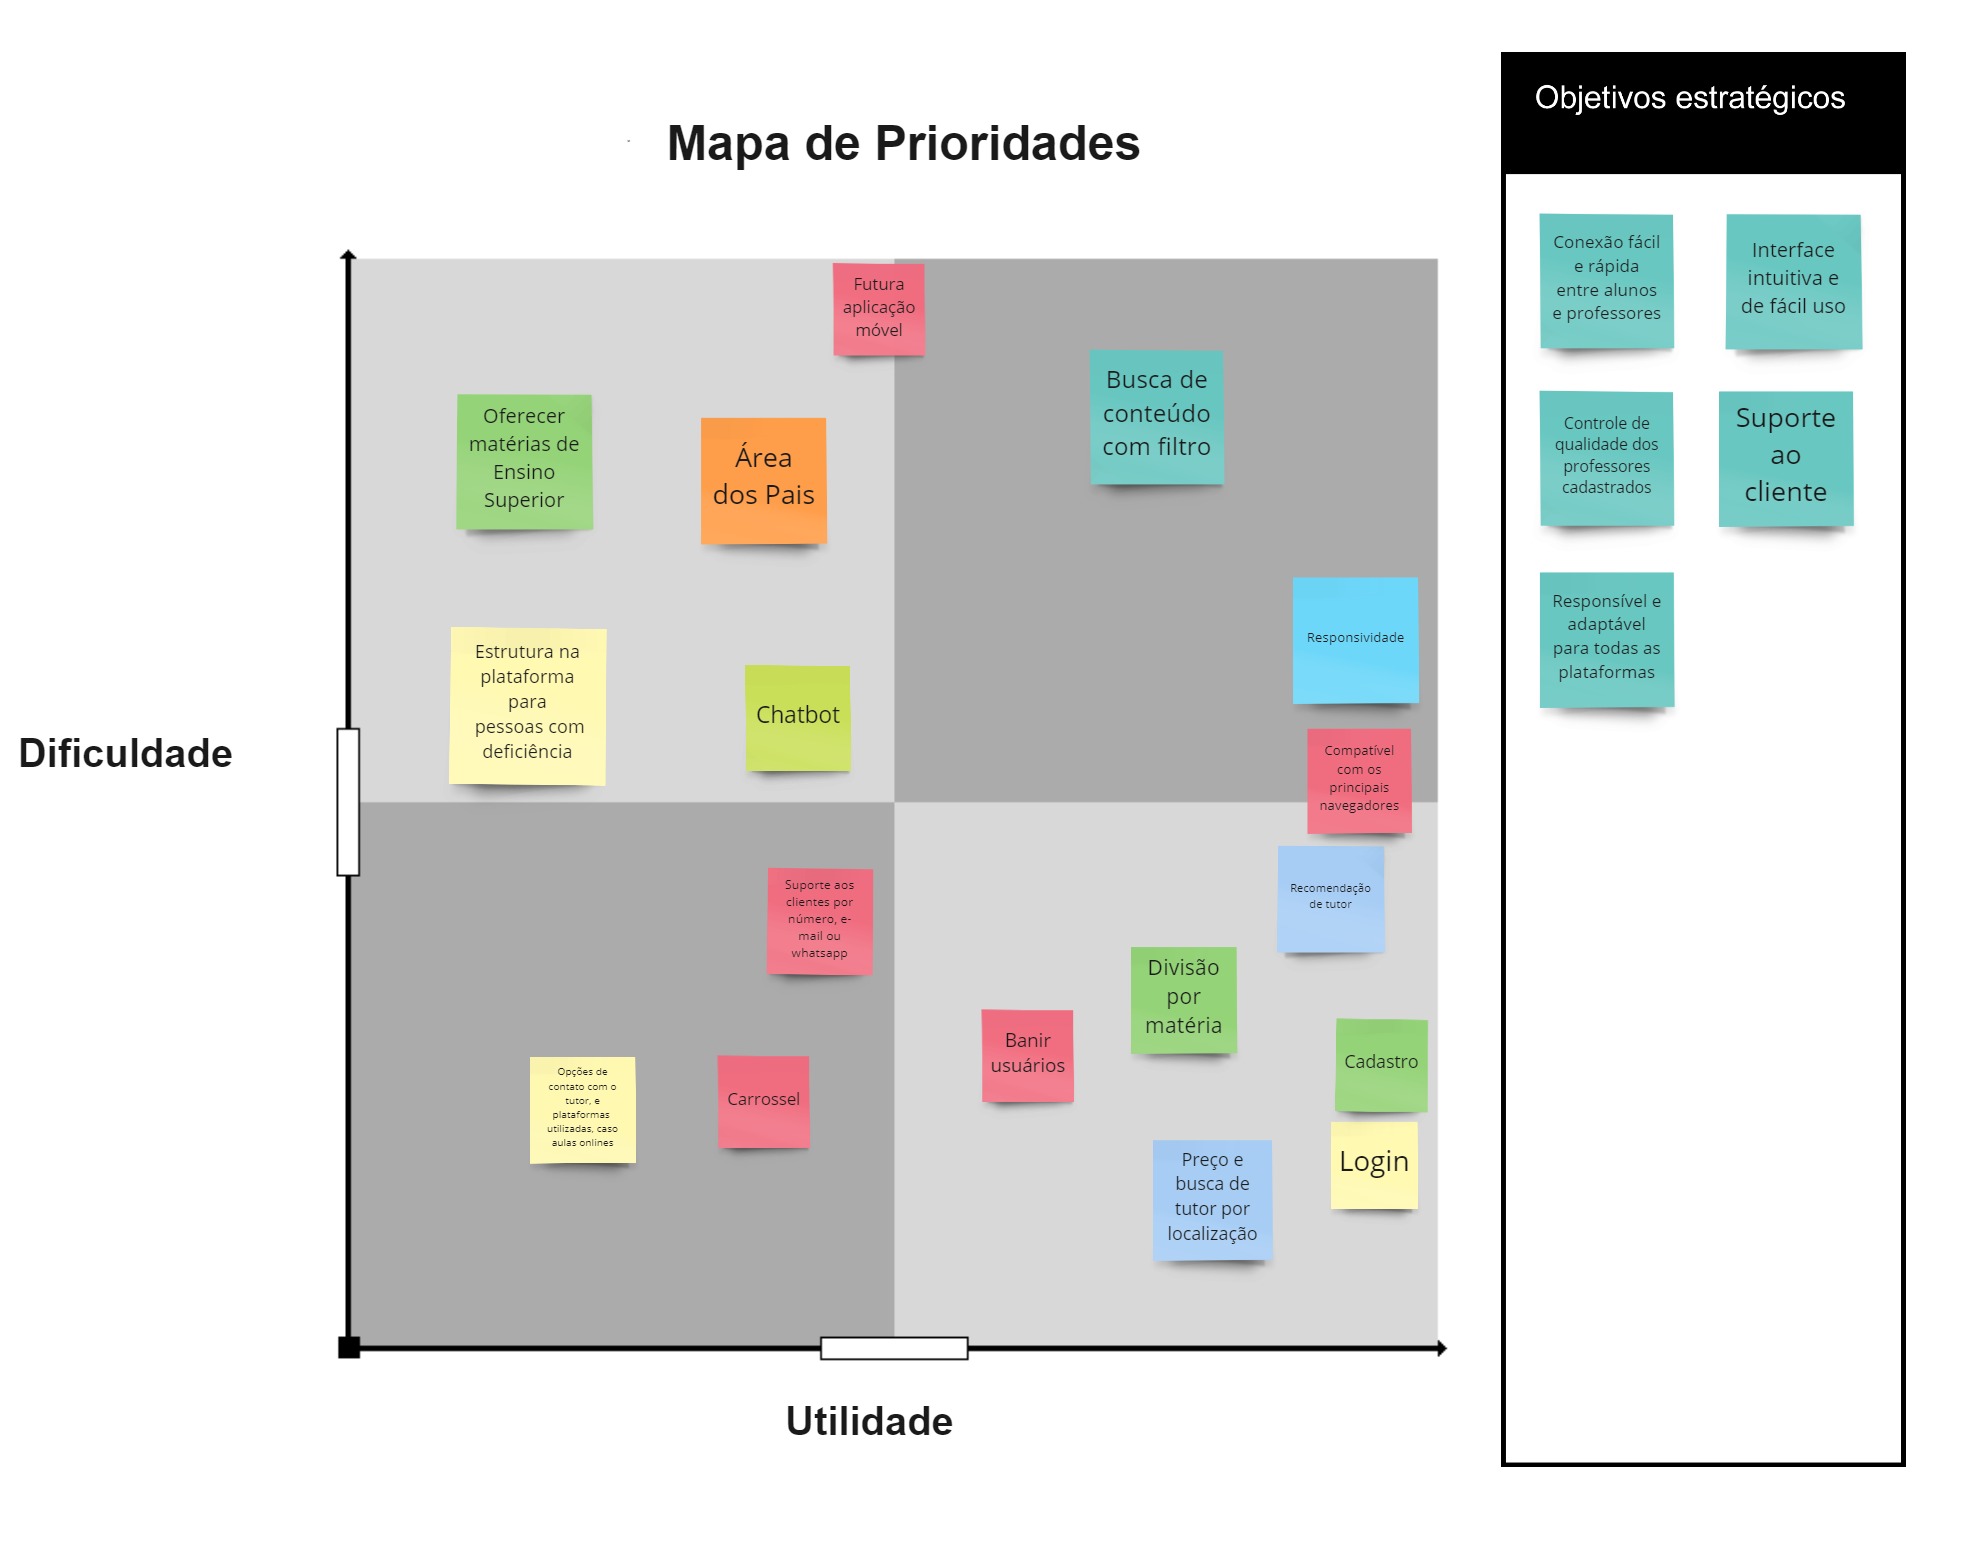 Mapa de Prioridades
Objetivos estratégicos
Conexão fácil
e rápida
entre alunos
e professores
Interface
intuitiva e
de fácil uso
Controle de
qualidade dos
professores
cadastrados
Suporte
ao
cliente
Responsível e
adaptável
para todas as
plataformas
Futura
aplicação
móvel
Busca de
conteúdo
com filtro
Oferecer
matérias de
Ensino
Superior
Área
dos Pais
Responsividade
Estrutura na
plataforma
para
pessoas com
deficiência
Chatbot
Compatível
com os
principais
navegadores
Dificuldade
Suporte aos
clientes por
número, e-
mail ou
whatsapp
Recomendação
de tutor
Divisão
por
matéria
Banir
usuários
Cadastro
Opções de
contato com o
tutor, e
plataformas
utilizadas, caso
aulas onlines
Carrossel
Preço e
busca de
tutor por
localização
Login
Utilidade